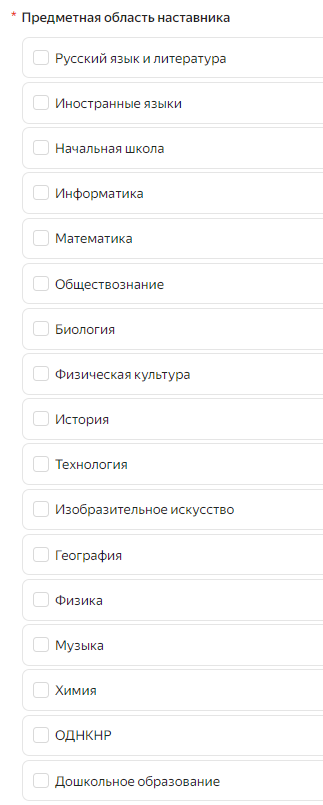 * Предметная область наставника
Русский язык и литература
Иностранные языки
Начальная школа
Информатика
Математика
Обществознание
Биология
Физическая культура
История
Технология
Изобразительное искусство
География
Физика
Музыка
Химия
ОДНКНР
Дошкольное образование